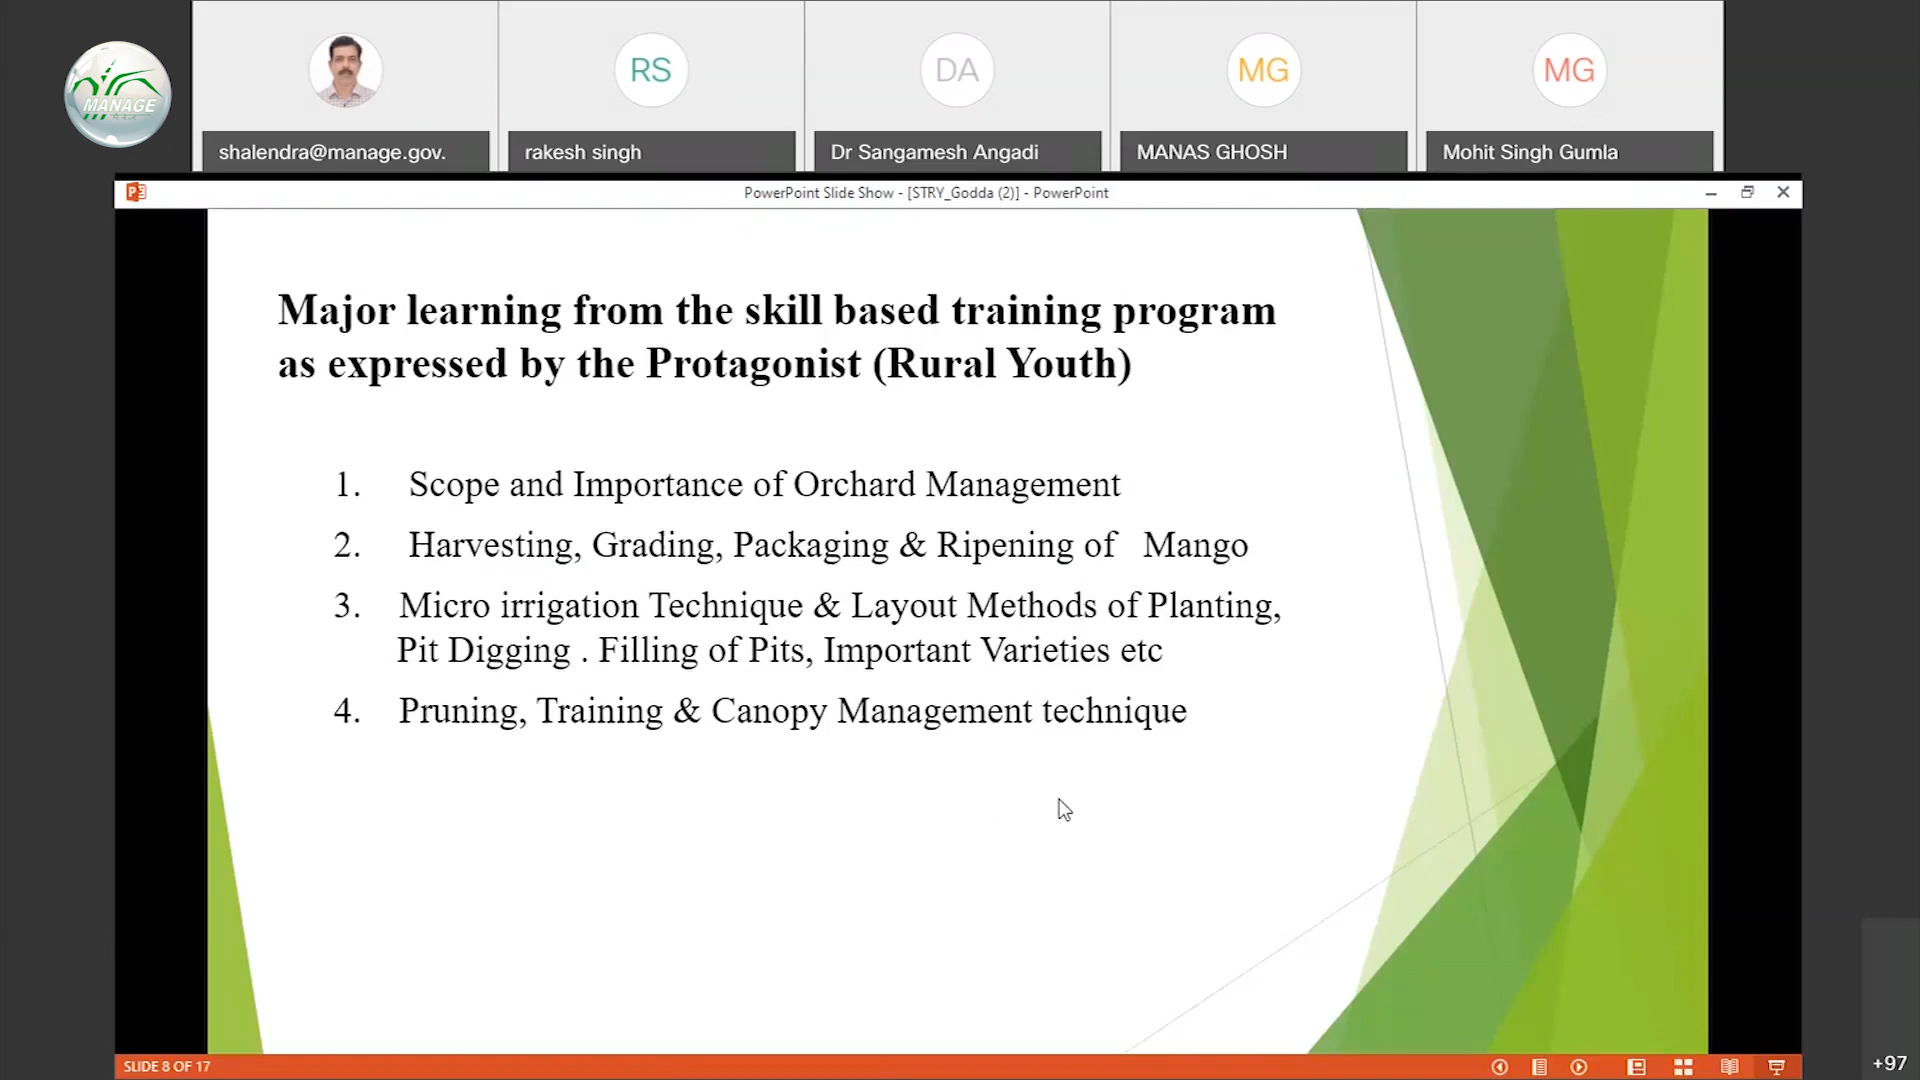 MANAGE
RS
DA
MG
MG
shalendra@manage.gov.
rakesh singh
Dr Sangamesh Angadi
MANAS GHOSH
Mohit Singh Gumla
PowerPoint Slide Show - [STRY_Godda (2)] - PowerPoint
Major learning from the skill based training program
as expressed by the Protagonist (Rural Youth)
1. Scope and Importance of Orchard Management
2. Harvesting, Grading, Packaging & Ripening of Mango
3. Micro irrigation Technique & Layout Methods of Planting,
Pit Digging . Filling of Pits, Important Varieties etc
4. Pruning, Training & Canopy Management technique
SLIDE 8 OF 17
+97